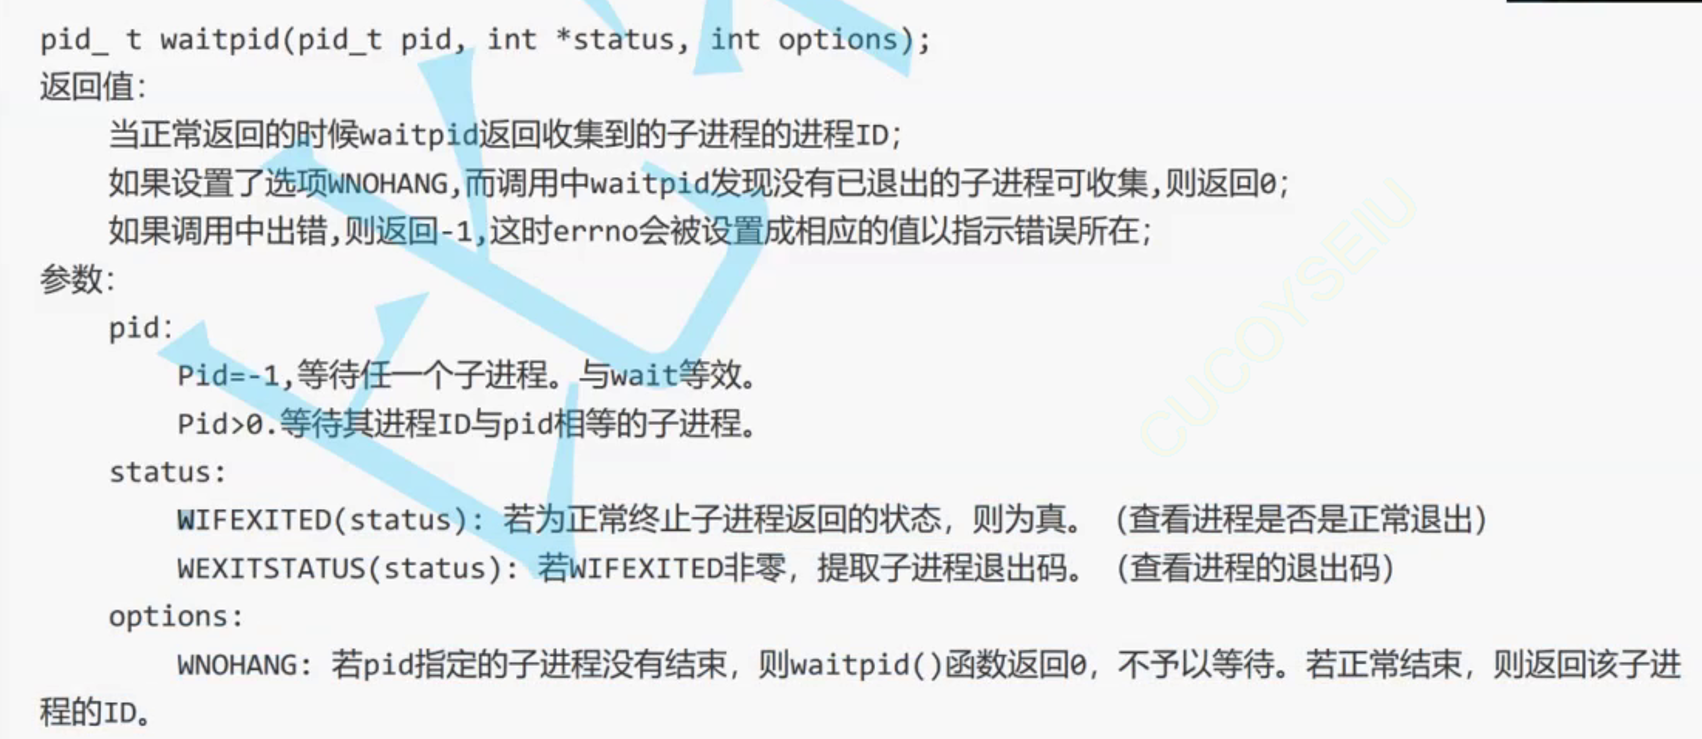 pid_ t waitpid(pid_t pid, int *status, int options);
返回值:
当正常返回的时候waitpid返回收集到的子进程的进程ID;
如果设置了选项WNOHANG,而调用中waitpid发现没有已退出的子进程可收集,则返回0;
如果调用中出错,则返回-1,这时errno会被设置成相应的值以指示错误所在;
参数:
pid:
Pid=-1,等待任一个子进程。与wait等效。
Pid>0.等待其进程ID与pid相等的子进程。
status:
WIFEXITED(status): 若为正常终止子进程返回的状态，则为真。（查看进程是否是正常退出）
WEXITSTATUS(status): 若WIFEXITED非零，提取子进程退出码。（查看进程的退出码）
options:
WNOHANG: 若pid指定的子进程没有结束，则waitpid()函数返回0，不予以等待。若正常结束，则返回该子进
程的ID。
CUCOYSEIU